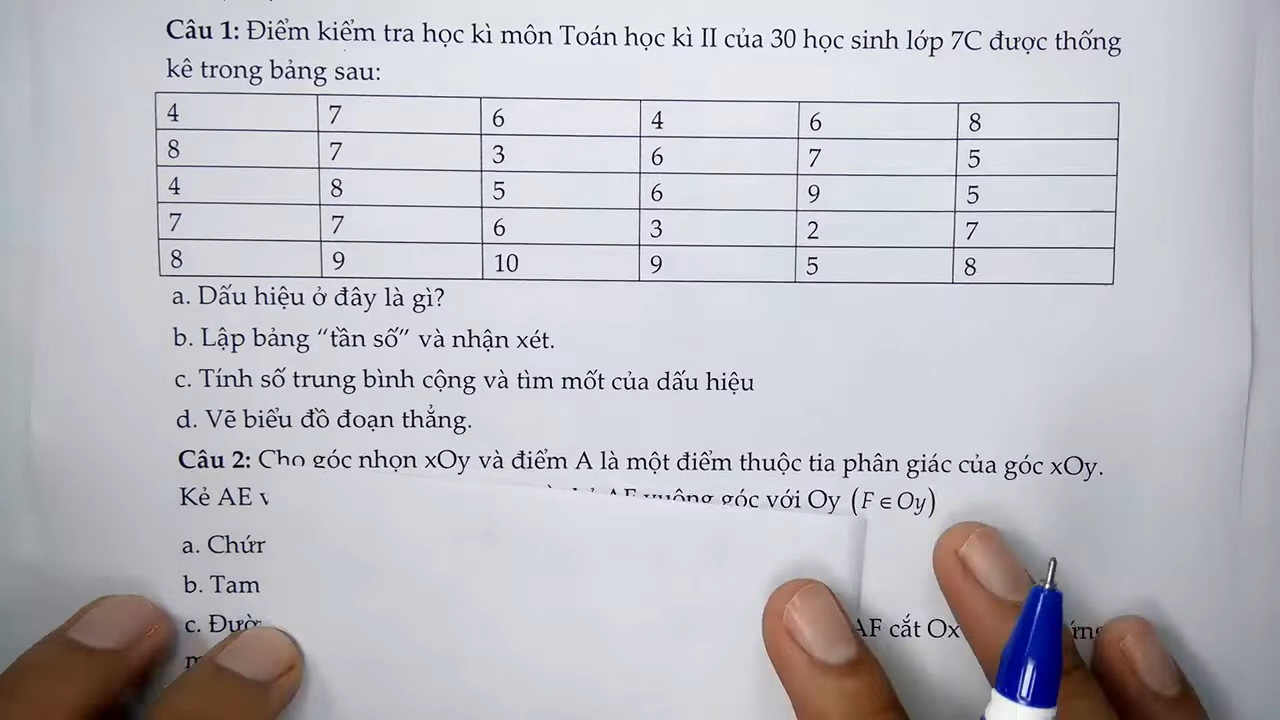 Câu 1: Điểm kiểm tra học kì môn Toán học kì II của 30 học sinh lớp 7C được thống
kê trong bảng sau:
4 7 6 4 6 8
8 7 3 6 7 5
4 8 5 6 9 5
7 7 6 3 2 7
8 9 10 9 5 8
a. Dấu hiệu ở đây là gì?
b. Lập bảng “tần số” và nhận xét.
c. Tính số trung bình cộng và tìm mốt của dấu hiệu
d. Vẽ biểu đồ đoạn thẳng.
Câu 2: Cho góc nhọn xOy và điểm A là một điểm thuộc tia phân giác của góc xOy.
Kẻ AE vuông góc với Oy (F ∈ Oy)
a. Chứn
b. Tam
c. Đườn AF cắt Ox